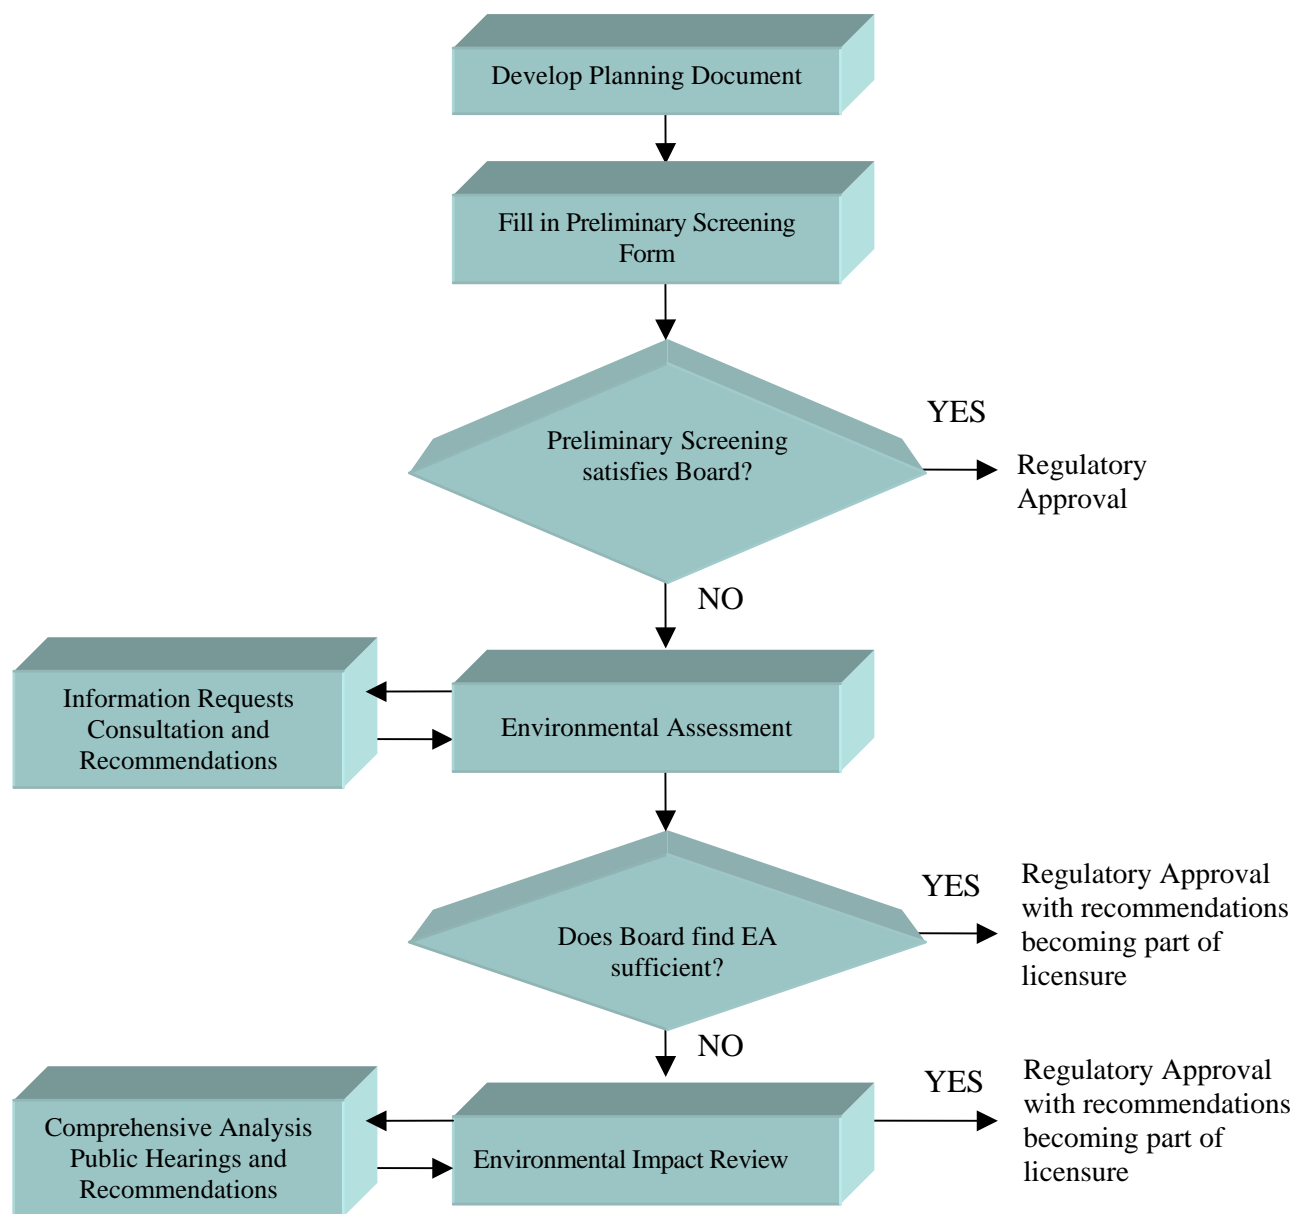 Develop Planning Document
Fill in Preliminary Screening
Form
Preliminary Screening
satisfies Board?
YES
Regulatory
Approval
NO
Information Requests
Consultation and
Recommendations
Environmental Assessment
Does Board find EA
sufficient?
YES
Regulatory Approval
with recommendations
becoming part of
licensure
NO
Comprehensive Analysis
Public Hearings and
Recommendations
Environmental Impact Review
YES
Regulatory Approval
with recommendations
becoming part of
licensure